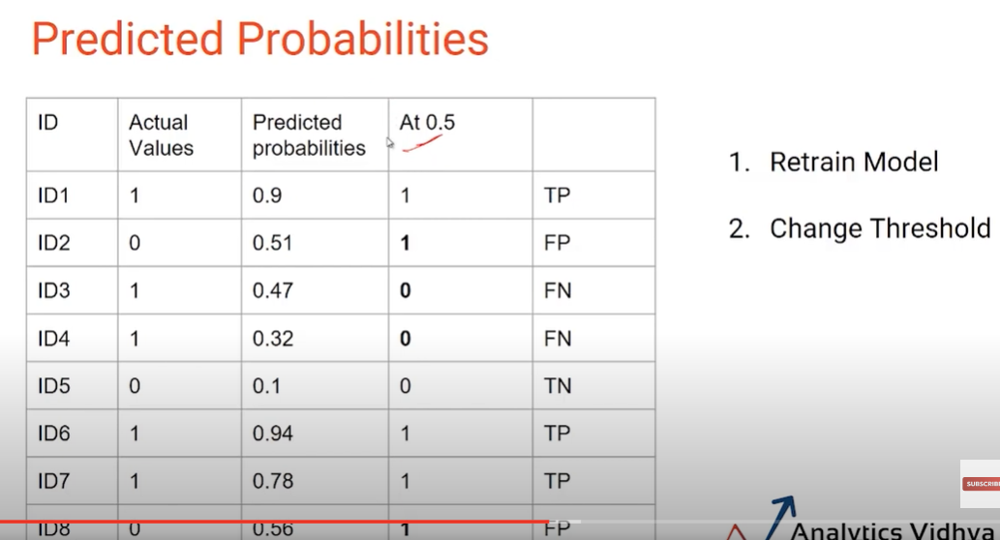 Predicted Probabilities
ID Actual Values Predicted probabilities At 0.5
ID1 1 0.9 1 TP
ID2 0 0.51 1 FP
ID3 1 0.47 0 FN
ID4 1 0.32 0 FN
ID5 0 0.1 0 TN
ID6 1 0.94 1 TP
ID7 1 0.78 1 TP
ID8 0 0.56 1 FP
1. Retrain Model
2. Change Threshold
SUBSCRIBE
Analytics Vidhya